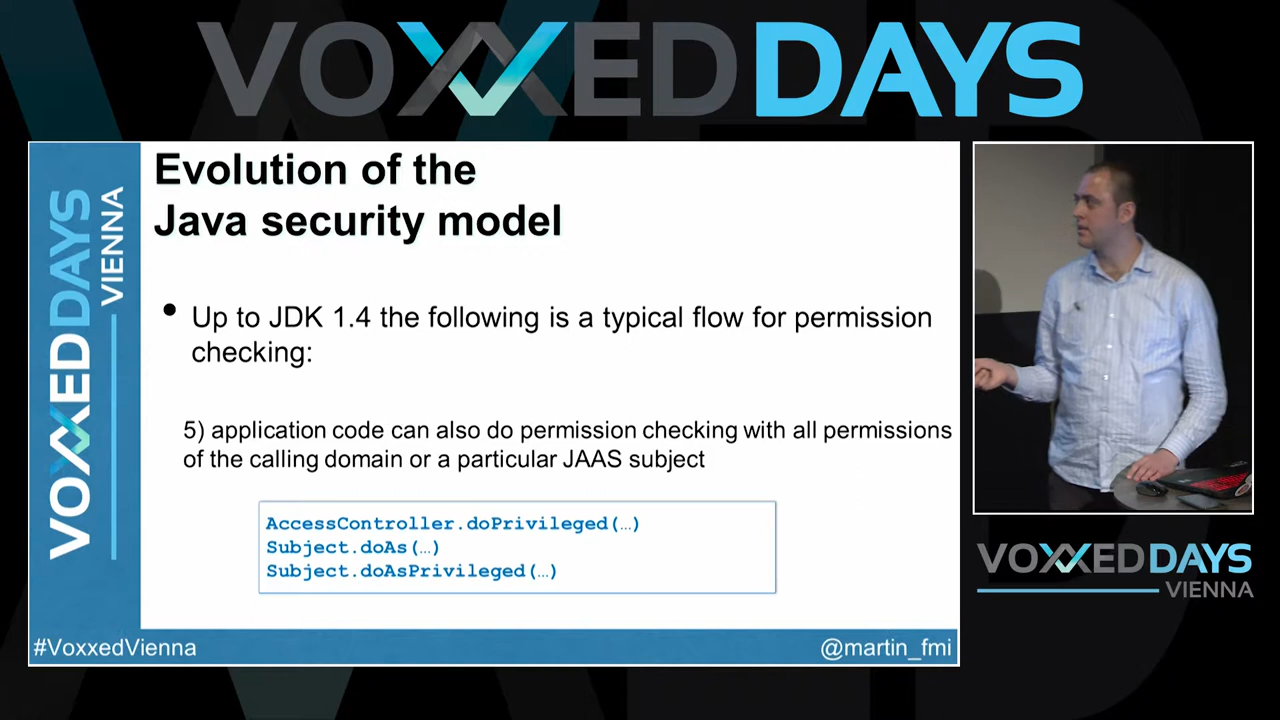 VOXXED DAYS
VOXXED DAYS
VIENNA
Evolution of the
Java security model
• Up to JDK 1.4 the following is a typical flow for permission
checking:
5) application code can also do permission checking with all permissions
of the calling domain or a particular JAAS subject
AccessController.doPrivileged(…)
Subject.doAs(…)
Subject.doAsPrivileged(…)
#VoxxedVienna
@martin_fmi
VOXXED DAYS
VIENNA